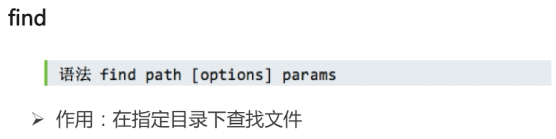 find
语法 find path [options] params
➢ 作用：在指定目录下查找文件